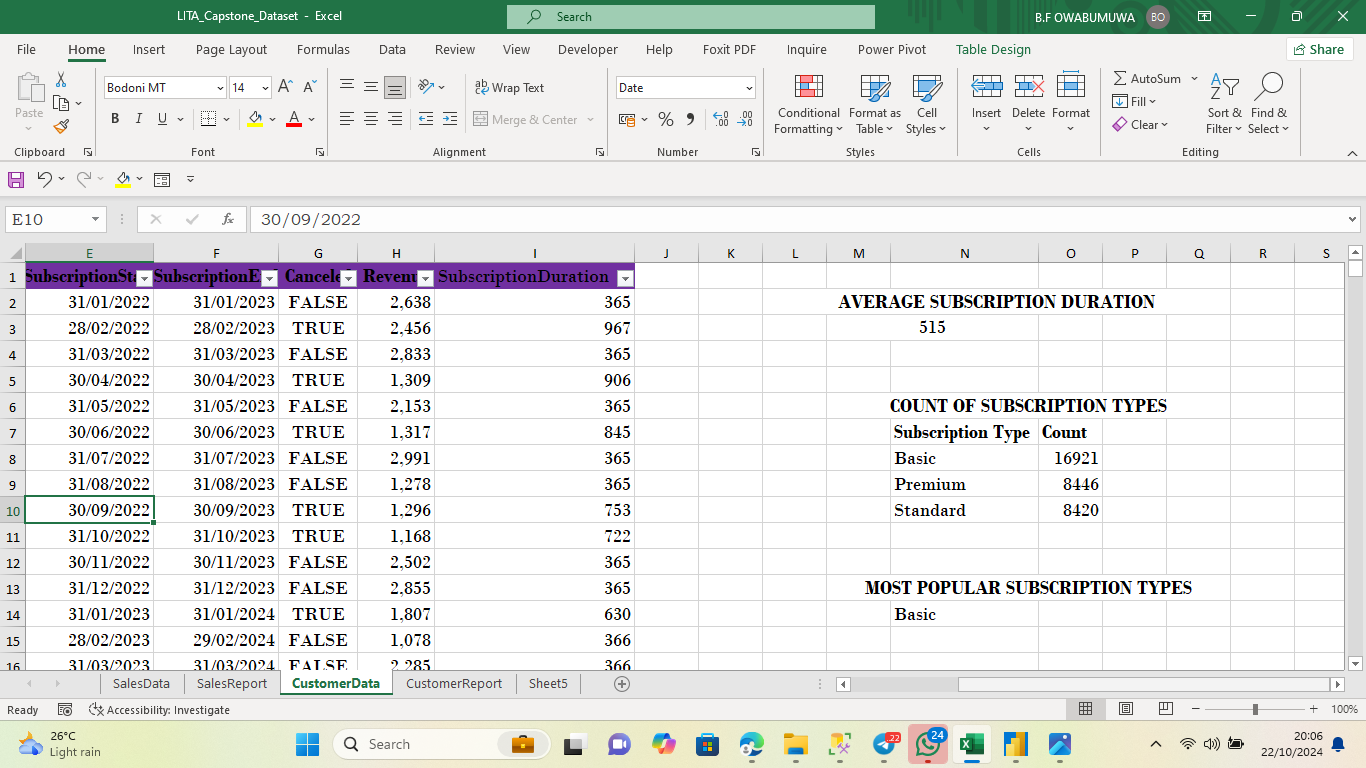 LITA_Capstone_Dataset - Excel
Search
B.F OWABUMUWA
BO
File Home Insert Page Layout Formulas Data Review View Developer Help Foxit PDF Inquire Power Pivot Table Design
Share
Paste
Bodoni MT 14
Wrap Text
Merge & Center
Date
Conditional Formatting
Format as Table
Cell Styles
Insert Delete Format
AutoSum
Fill
Clear
Sort & Filter
Find & Select
Clipboard Font Alignment Number Styles Cells Editing
E10 fx 30/09/2022
E F G H I J K L M N O P Q R S
1 SubscriptionSta SubscriptionE Cancele Revenu SubscriptionDuration
2 31/01/2022 31/01/2023 FALSE 2,638 365 AVERAGE SUBSCRIPTION DURATION
3 28/02/2022 28/02/2023 TRUE 2,456 967 515
4 31/03/2022 31/03/2023 FALSE 2,833 365
5 30/04/2022 30/04/2023 TRUE 1,309 906
6 31/05/2022 31/05/2023 FALSE 2,153 365 COUNT OF SUBSCRIPTION TYPES
7 30/06/2022 30/06/2023 TRUE 1,317 845 Subscription Type Count
8 31/07/2022 31/07/2023 FALSE 2,991 365 Basic 16921
9 31/08/2022 31/08/2023 FALSE 1,278 365 Premium 8446
10 30/09/2022 30/09/2023 TRUE 1,296 753 Standard 8420
11 31/10/2022 31/10/2023 TRUE 1,168 722
12 30/11/2022 30/11/2023 FALSE 2,502 365
13 31/12/2022 31/12/2023 FALSE 2,855 365 MOST POPULAR SUBSCRIPTION TYPES
14 31/01/2023 31/01/2024 TRUE 1,807 630 Basic
15 28/02/2023 29/02/2024 FALSE 1,078 366
16 31/03/2023 31/03/2024 FALSE 2,285 366
SalesData SalesReport CustomerData CustomerReport Sheet5
Ready Accessibility: Investigate 100%
26°C
Light rain
Search
22
24
20:06
22/10/2024